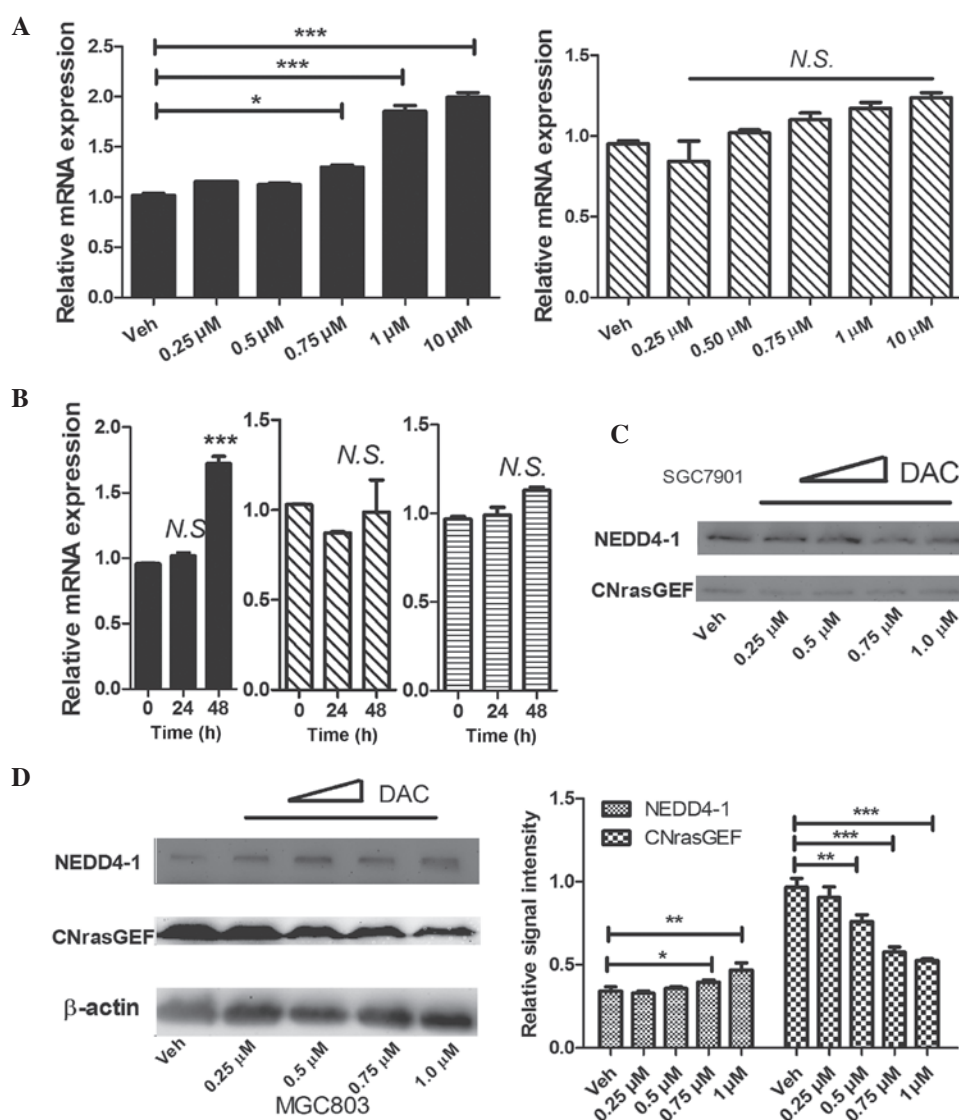 A
Relative mRNA expression
2.5
2.0
1.5
1.0
0.5
0.0
***
***
*
Veh
0.25 µM
0.5 µM
0.75 µM
1 µM
10 µM
Relative mRNA expression
1.5
1.0
0.5
0.0
N.S.
Veh
0.25 µM
0.50 µM
0.75 µM
1 µM
10 µM
B
Relative mRNA expression
2.0
1.5
1.0
0.5
0.0
N.S
***
0 24 48
Time (h)
1.5
1.0
0.5
0.0
N.S.
0 24 48
Time (h)
1.5
1.0
0.5
0.0
N.S.
0 24 48
Time (h)
C
SGC7901
DAC
NEDD4-1
CNrasGEF
Veh
0.25 µM
0.5 µM
0.75 µM
1.0 µM
D
DAC
NEDD4-1
CNrasGEF
β-actin
Veh
0.25 µM
0.5 µM
0.75 µM
1.0 µM
MGC803
Relative signal intensity
1.5
1.0
0.5
0.0
NEDD4-1
CNrasGEF
**
*
***
***
**
Veh
0.25 µM
0.5 µM
0.75 µM
1µM
Veh
0.25 µM
0.5 µM
0.75 µM
1µM